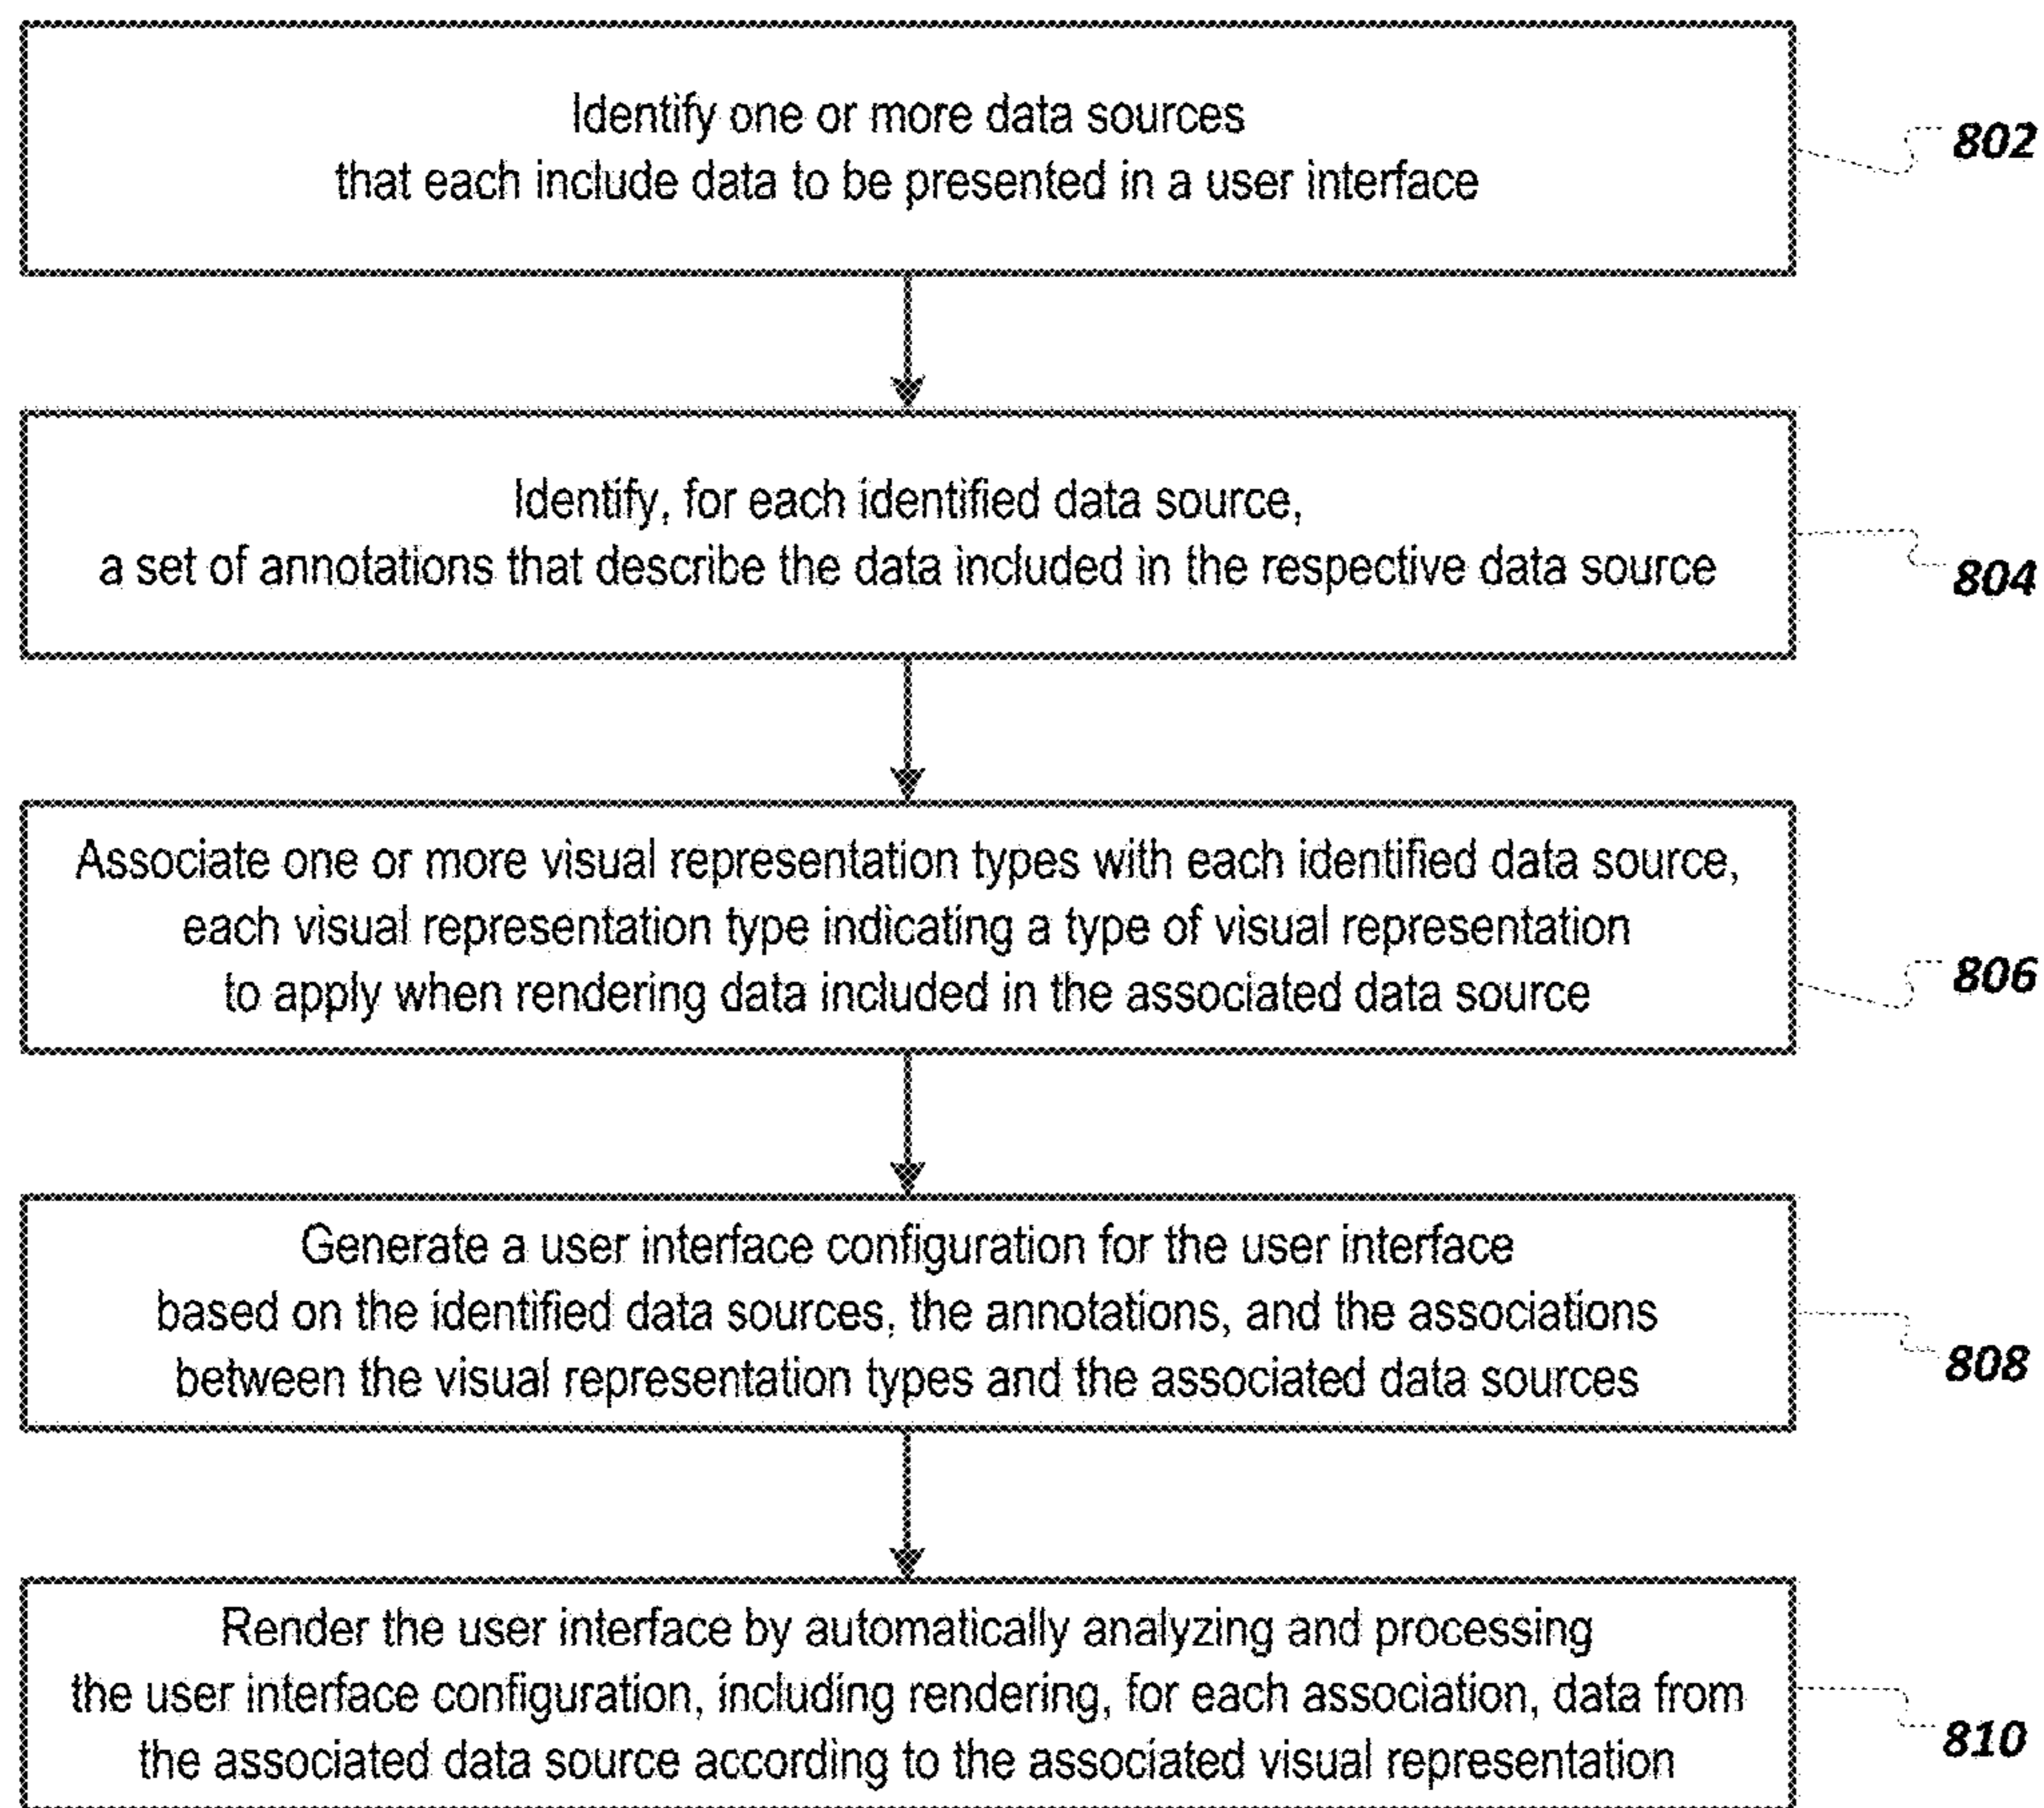 Identify one or more data sources
that each include data to be presented in a user interface
802
Identify, for each identified data source,
a set of annotations that describe the data included in the respective data source
804
Associate one or more visual representation types with each identified data source,
each visual representation type indicating a type of visual representation
to apply when rendering data included in the associated data source
806
Generate a user interface configuration for the user interface
based on the identified data sources, the annotations, and the associations
between the visual representation types and the associated data sources
808
Render the user interface by automatically analyzing and processing
the user interface configuration, including rendering, for each association, data from
the associated data source according to the associated visual representation
810